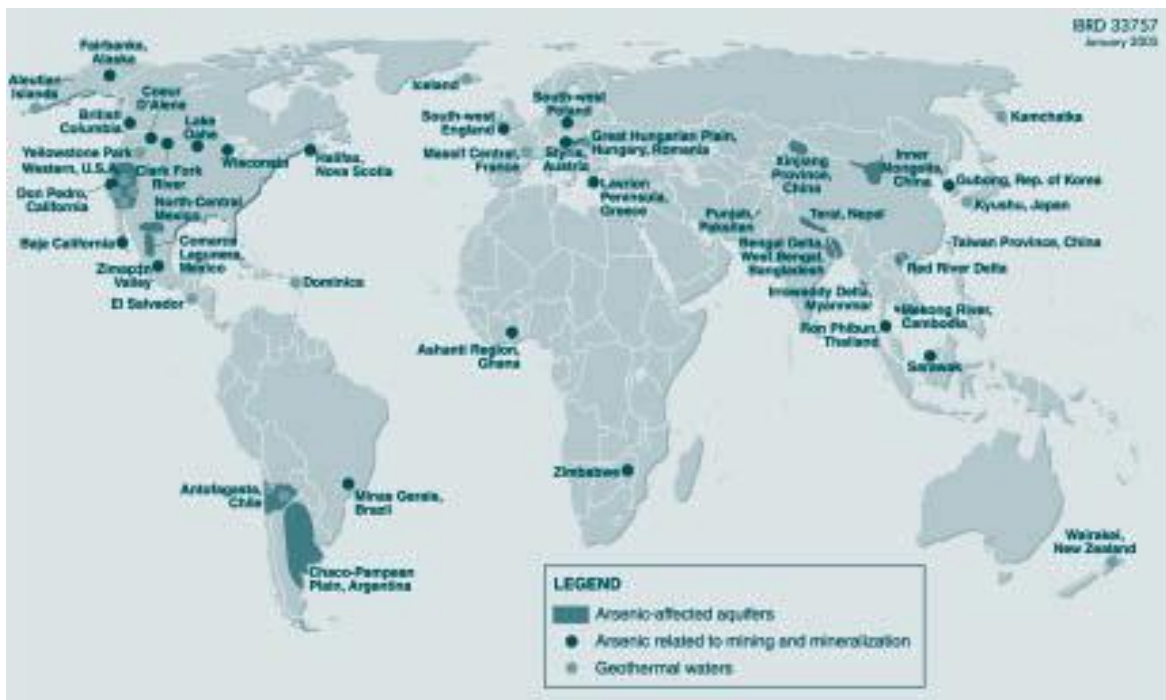 IBRD 33757
January 2005
Fairbanks,
Alaska
Aleutian
Islands
Coeur
D'Alene
British
Columbia
Lake
Oahe
Yellowstone Park
Wisconsin
Halifax,
Nova Scotia
Western, U.S.A
Clark Fork
River
Don Pedro,
California
North-Central
Mexico
Baja California
Comarca
Lagunera,
Mexico
Zimapan
Valley
El Salvador
Dominica
Iceland
South-west
Poland
South-west
England
Great Hungarian Plain,
Hungary, Romania
Massif Central,
France
Styria,
Austria
Lavrion
Peninsula,
Greece
Kamchatka
Xinjiang
Province,
China
Inner
Mongolia,
China
Gubong, Rep. of Korea
Kyushu, Japan
Punjab,
Pakistan
Terai, Nepal
Bengal Delta,
West Bengal,
Bangladesh
Taiwan Province, China
Red River Delta
Irrawaddy Delta,
Myanmar
Mekong River,
Cambodia
Ron Phibun,
Thailand
Sarawak
Ashanti Region,
Ghana
Zimbabwe
Antofagasta,
Chile
Minas Gerais,
Brazil
Chaco-Pampean
Plain, Argentina
Wairakei,
New Zealand
LEGEND
Arsenic-affected aquifers
Arsenic related to mining and mineralization
Geothermal waters